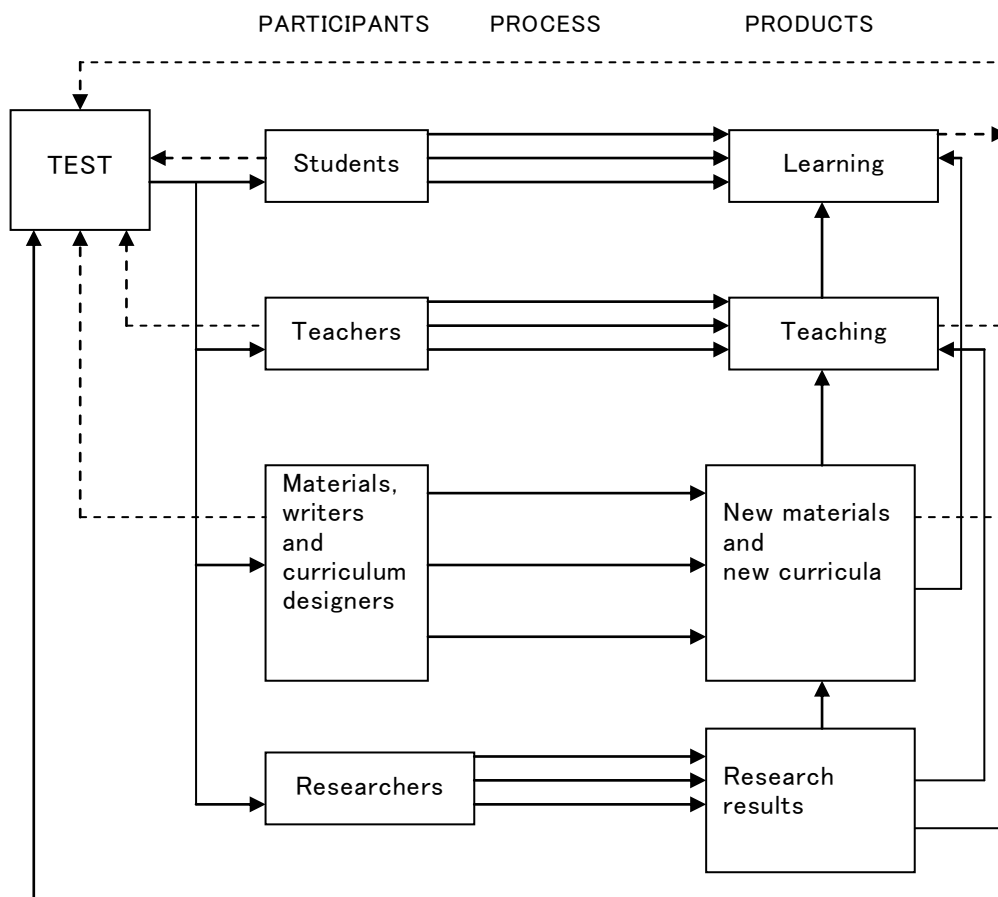 PARTICIPANTS PROCESS PRODUCTS
TEST
Students
Learning
Teachers
Teaching
Materials,
writers
and
curriculum
designers
New materials
and
new curricula
Researchers
Research
results